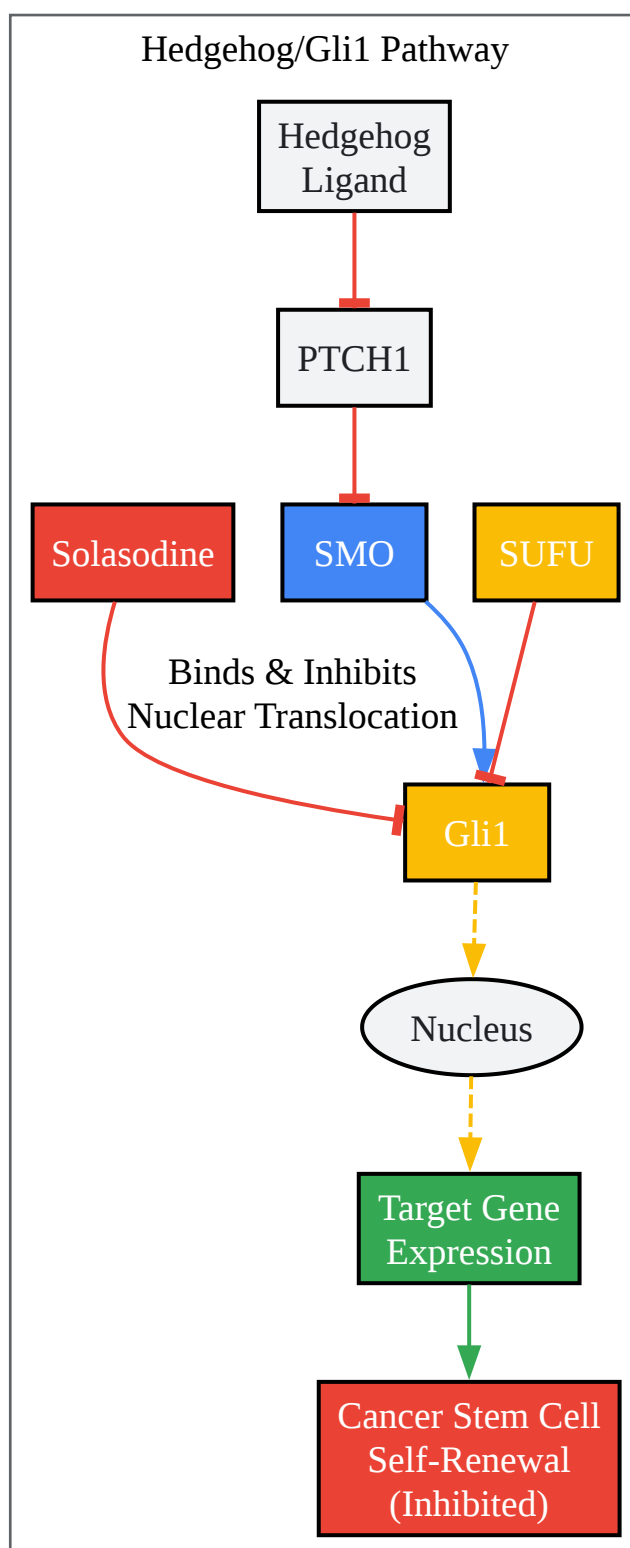 Hedgehog/Gli1 Pathway
Hedgehog
Ligand
PTCH1
Solasodine
SMO
SUFU
Binds & Inhibits
Nuclear Translocation
Gli1
Nucleus
Target Gene
Expression
Cancer Stem Cell
Self-Renewal
(Inhibited)